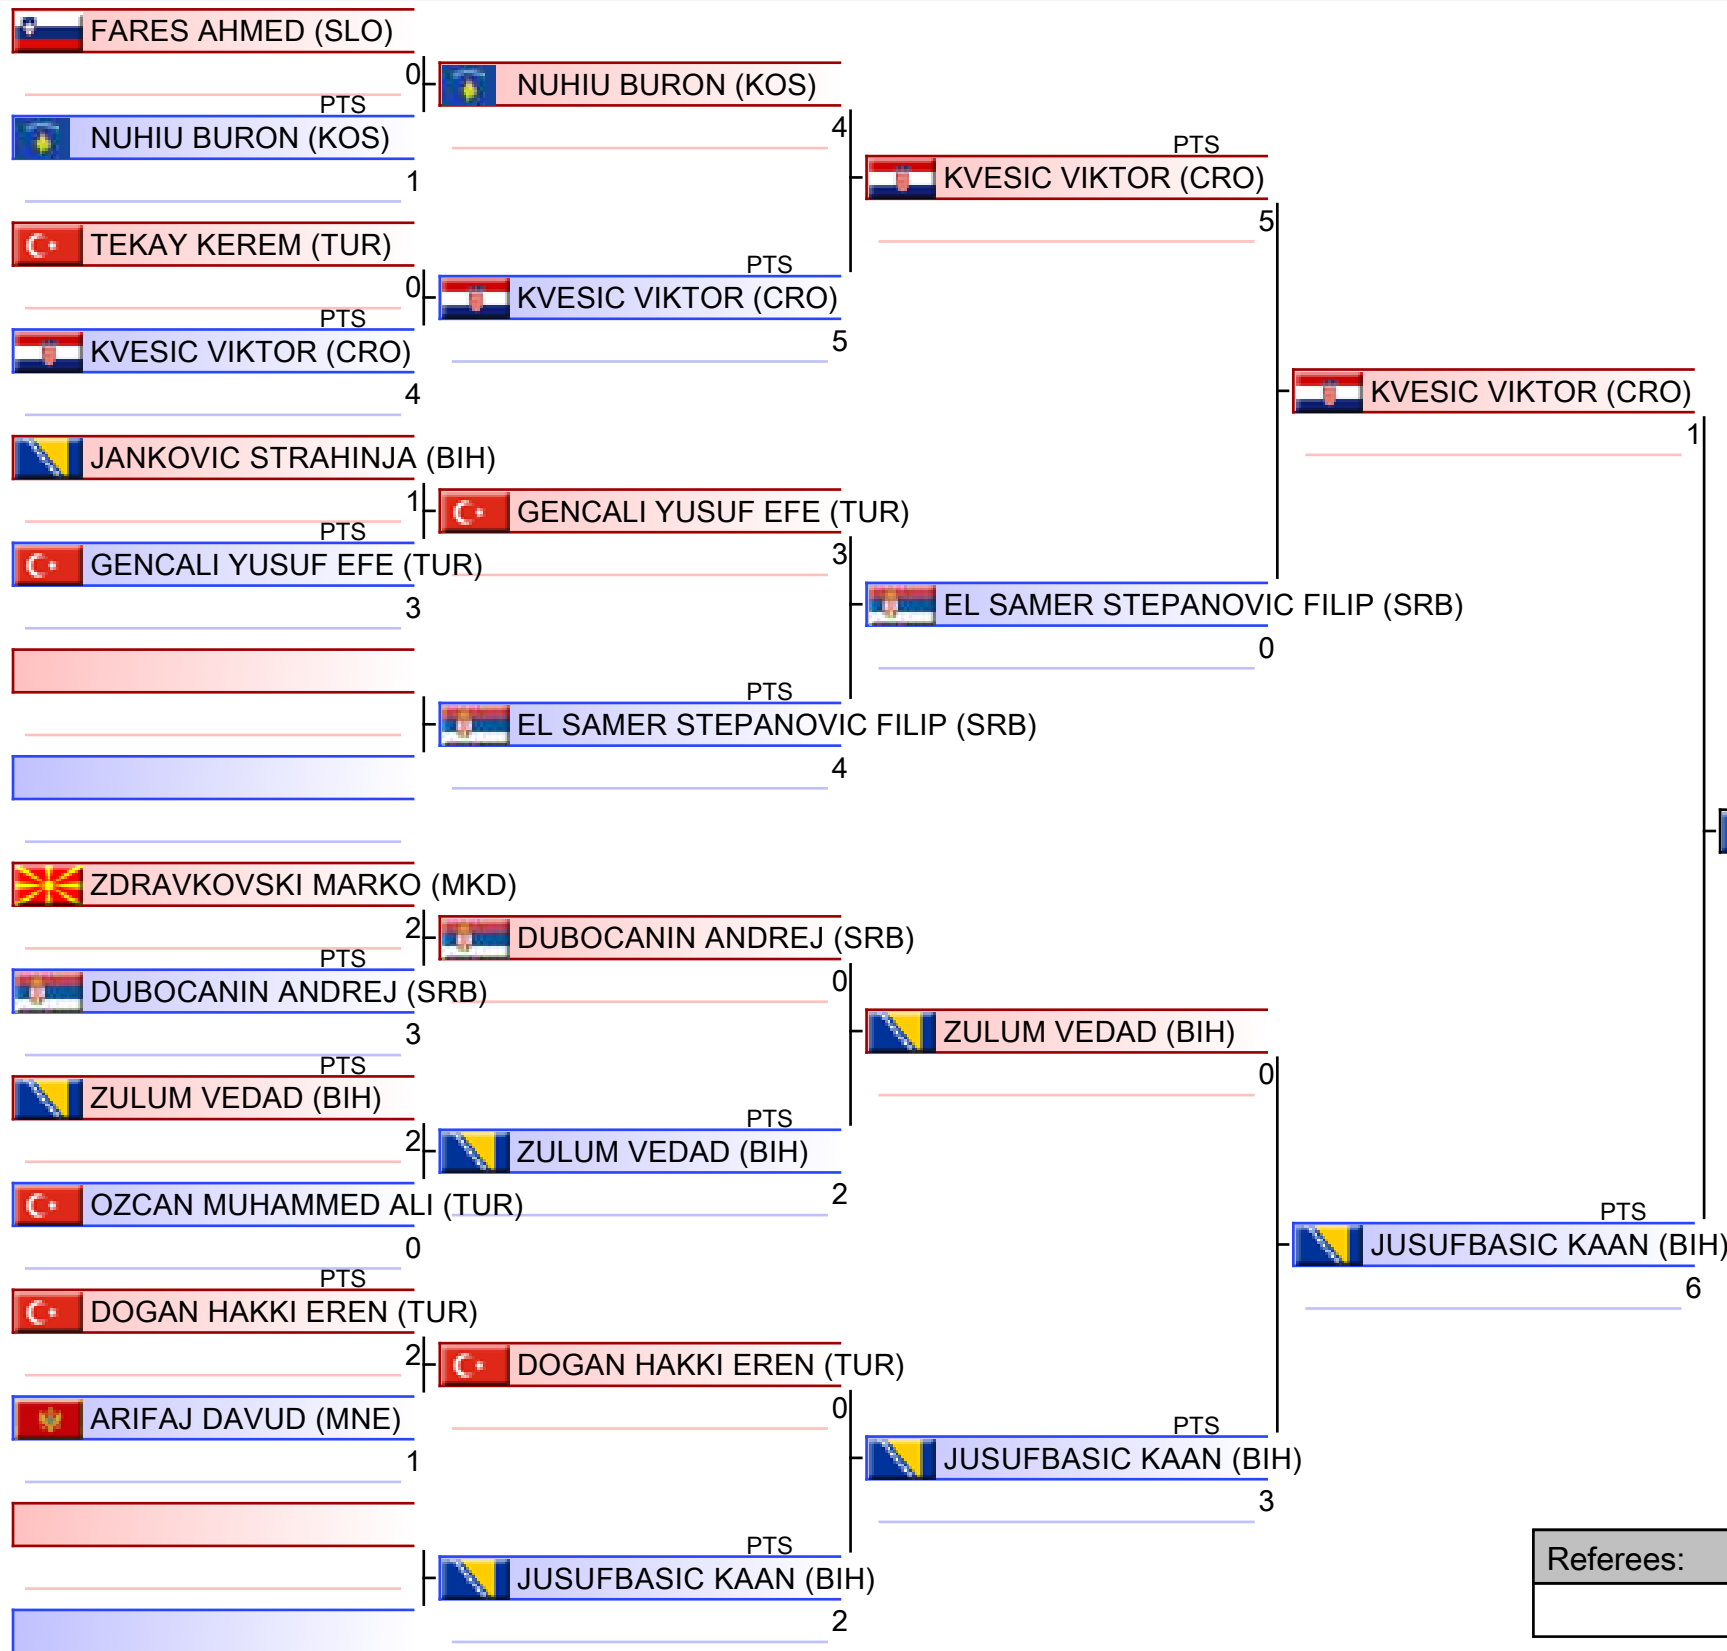 FARES AHMED (SLO)
0
PTS
NUHIU BURON (KOS)
1
TEKAY KEREM (TUR)
0
PTS
KVESIC VIKTOR (CRO)
4
JANKOVIC STRAHINJA (BIH)
1
PTS
GENCALI YUSUF EFE (TUR)
3
ZDRAVKOVSKI MARKO (MKD)
2
PTS
DUBOCANIN ANDREJ (SRB)
3
PTS
ZULUM VEDAD (BIH)
2
OZCAN MUHAMMED ALI (TUR)
0
PTS
DOGAN HAKKI EREN (TUR)
2
ARIFAJ DAVUD (MNE)
1
NUHIU BURON (KOS)
4
PTS
KVESIC VIKTOR (CRO)
5
GENCALI YUSUF EFE (TUR)
3
PTS
EL SAMER STEPANOVIC FILIP (SRB)
4
DUBOCANIN ANDREJ (SRB)
0
PTS
ZULUM VEDAD (BIH)
2
DOGAN HAKKI EREN (TUR)
0
PTS
JUSUFBASIC KAAN (BIH)
2
PTS
KVESIC VIKTOR (CRO)
5
EL SAMER STEPANOVIC FILIP (SRB)
0
ZULUM VEDAD (BIH)
0
PTS
JUSUFBASIC KAAN (BIH)
3
KVESIC VIKTOR (CRO)
1
PTS
JUSUFBASIC KAAN (BIH)
6
Referees: